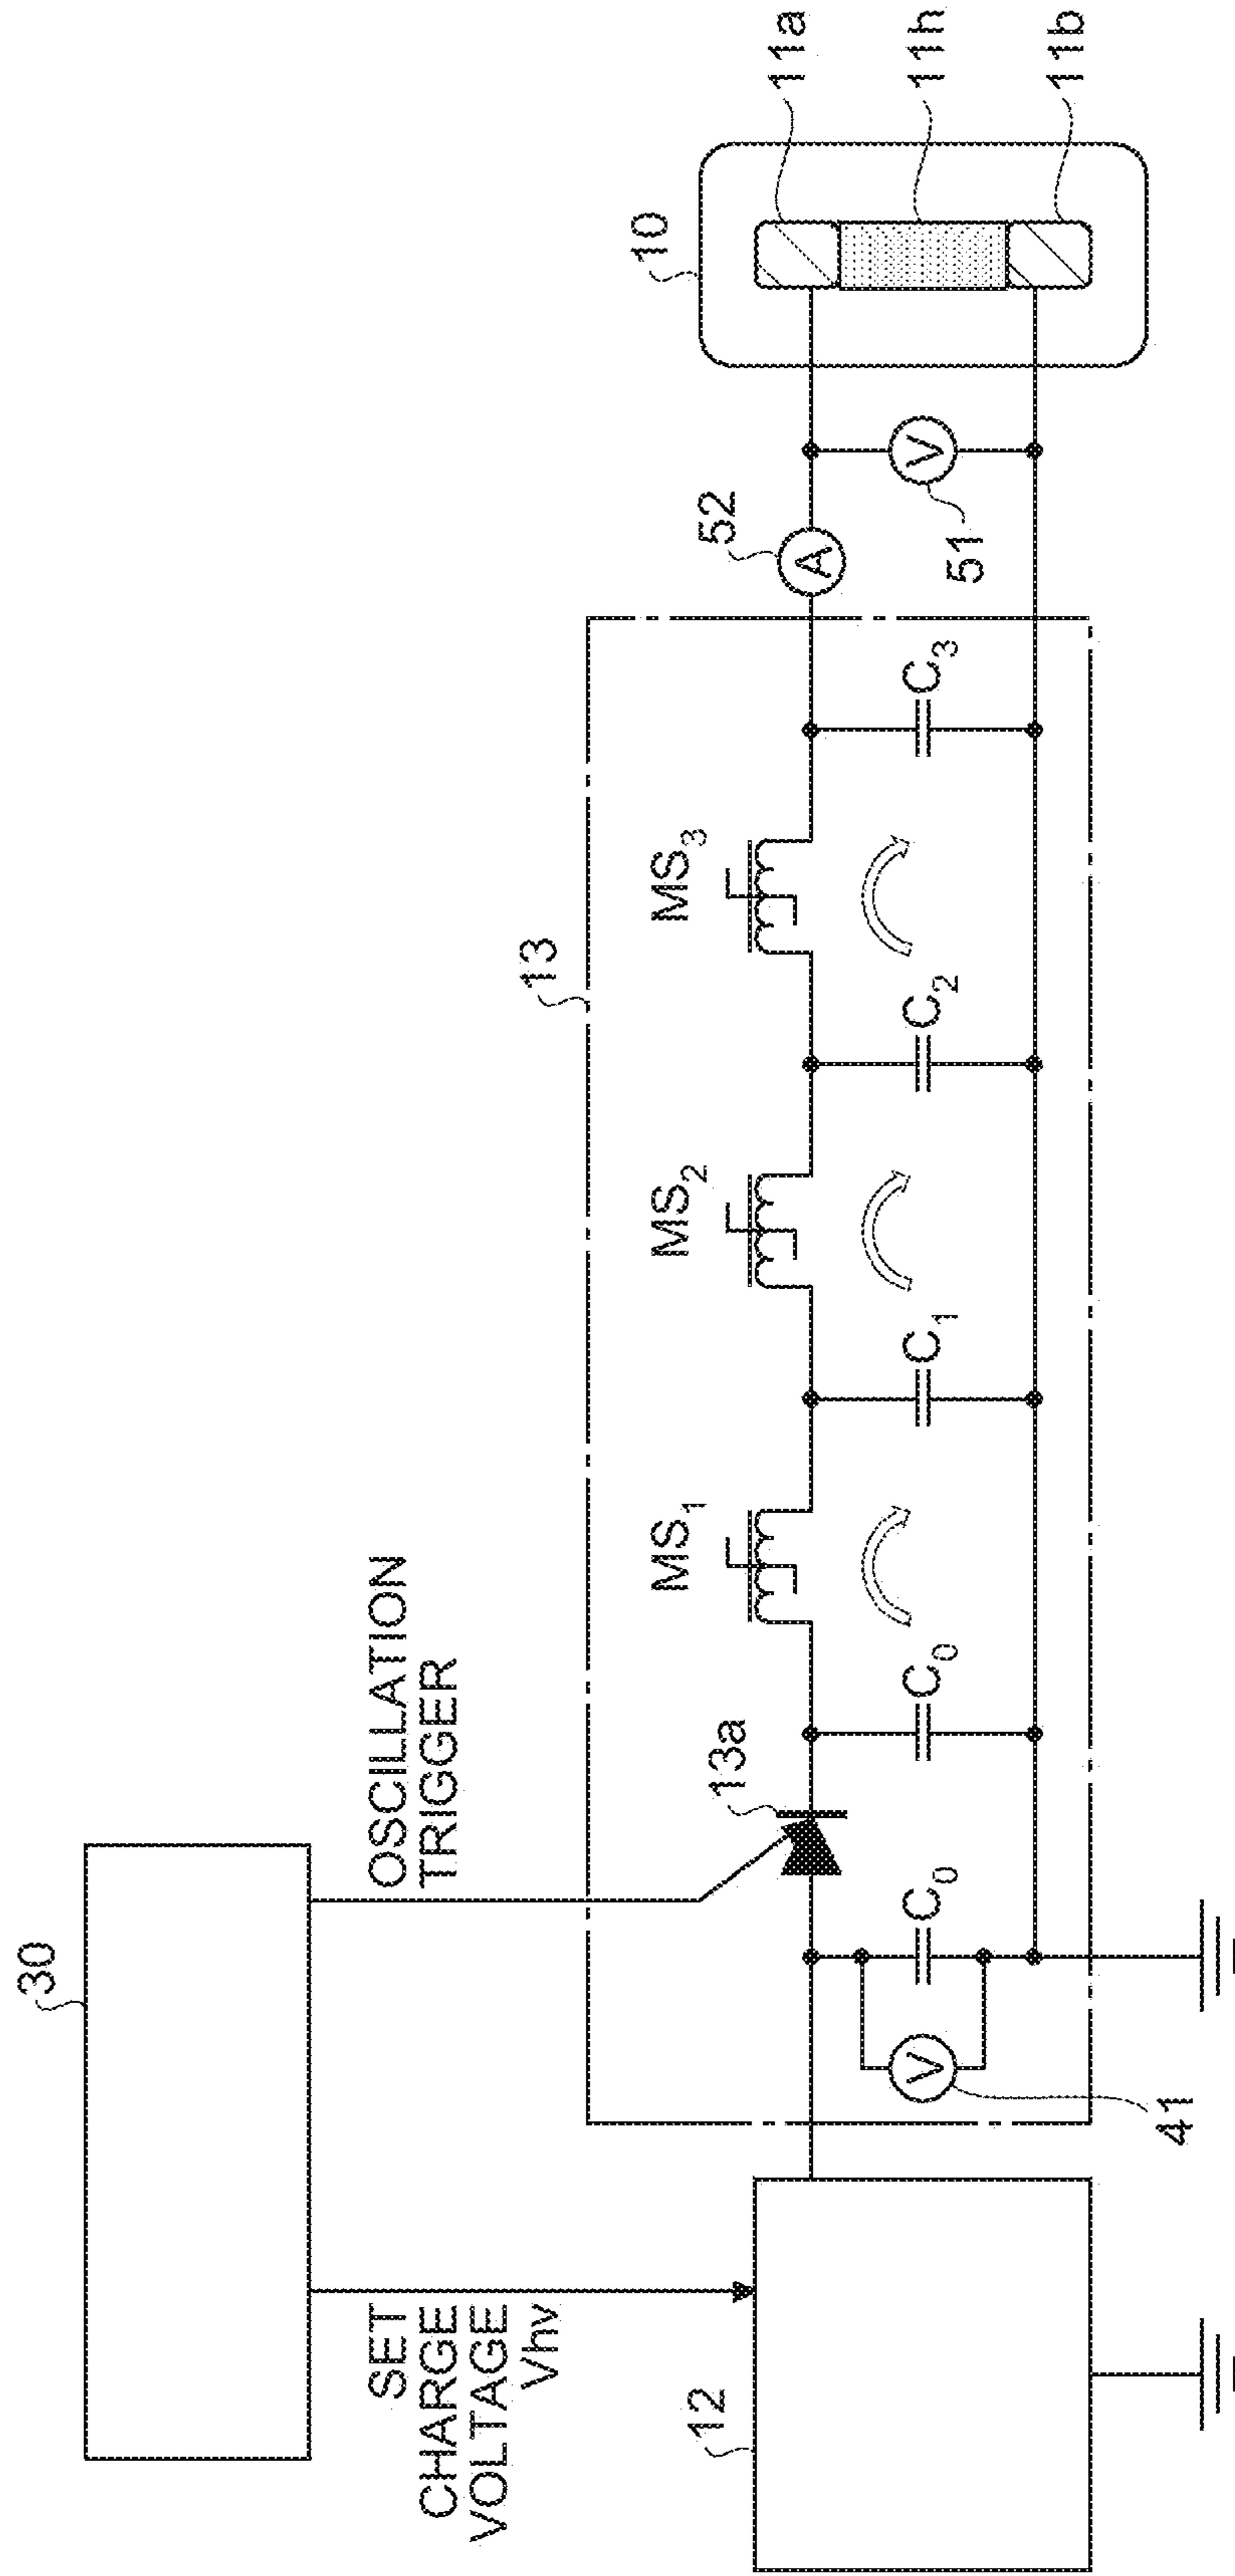 30
SET
CHARGE
VOLTAGE
Vhv
OSCILLATION
TRIGGER
13
12
13a
MS1
MS2
MS3
52
A
10
11a
11h
11b
V
41
C0
C0
C1
C2
C3
V
51